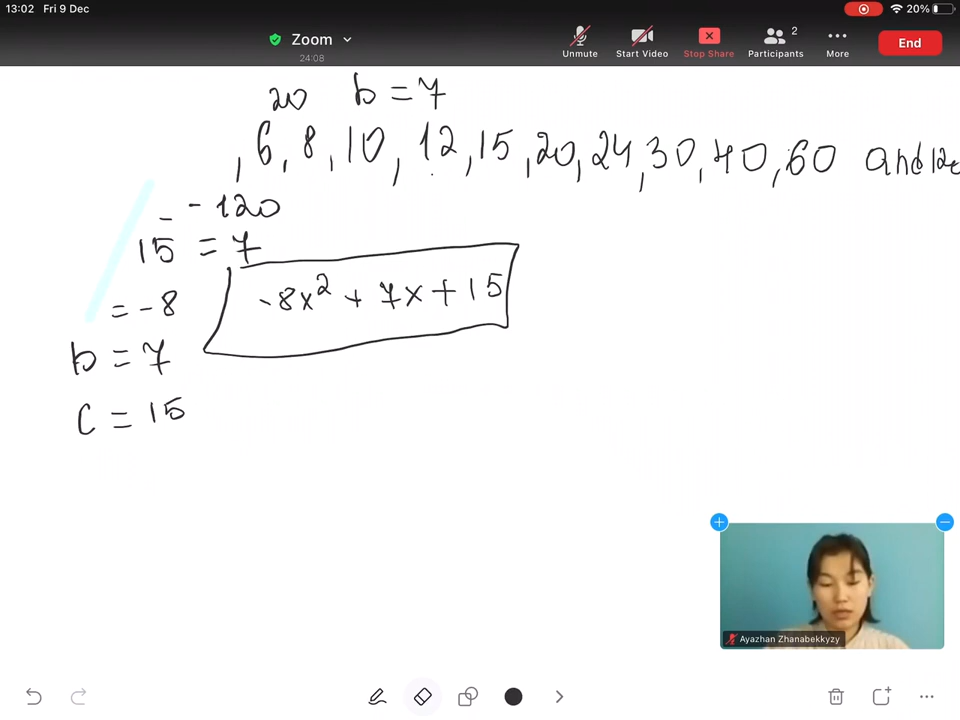 13:02 Fri 9 Dec
20%
Zoom
24:08
Unmute
Start Video
Stop Share
2
Participants
More
End
20 b = 7
, 6, 8, 10, 12, 15, 20, 24, 30, 40, 60 and
- -120
15 = 7
= -8
-8x² + 7x + 15
b = 7
c = 15
Ayazhan Zhanabekkyzy